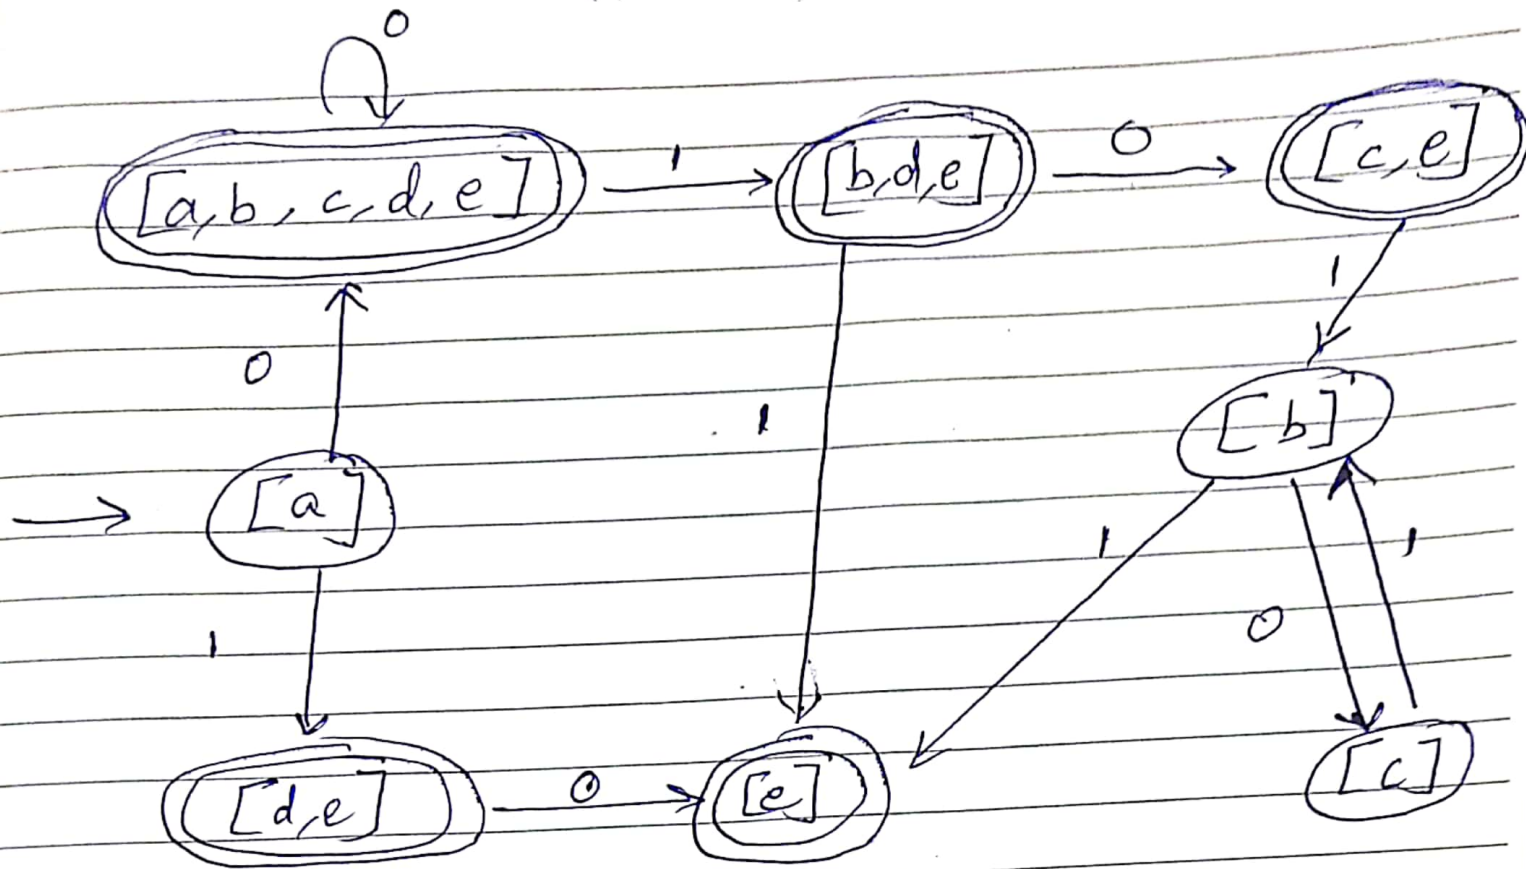 0
[a, b, c, d, e] 1 [b, d, e] 0 [c, e]
1
0 1 [b]
[a]
1 1
1 0
[d, e] 0 [e] [c]